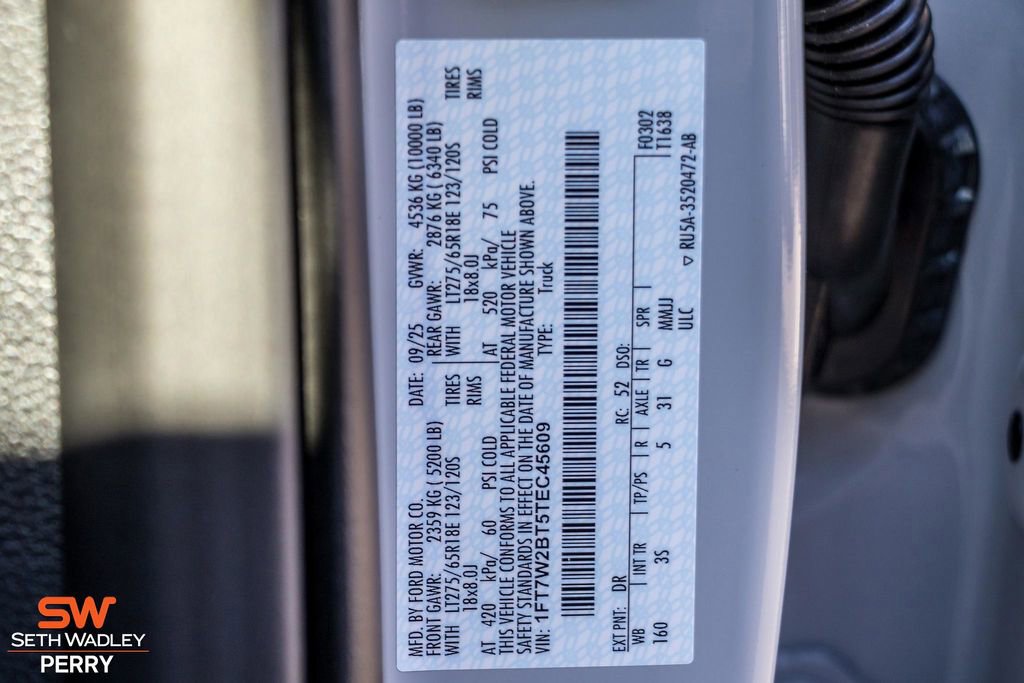 MFD. BY FORD MOTOR CO.
DATE: 09/25 GVWR: 4536 KG (10000 LB)
FRONT GAWR: 2359 KG ( 5200 LB) REAR GAWR: 2876 KG ( 6340 LB)
WITH LT275/65R18E 123/120S TIRES WITH LT275/65R18E 123/120S TIRES
18x8.0J RIMS 18x8.0J RIMS
AT 420 kPa/ 60 PSI COLD AT 520 kPa/ 75 PSI COLD
THIS VEHICLE CONFORMS TO ALL APPLICABLE FEDERAL MOTOR VEHICLE
SAFETY STANDARDS IN EFFECT ON THE DATE OF MANUFACTURE SHOWN ABOVE.
VIN: 1FT7W2BT5TEC45609 TYPE: Truck
EXT PNT: DR RC: 52 DSO: F0302
WB INT TR TP/PS R AXLE TR SPR T1638
160 3S 5 31 G MMJJ
ULC ▽ RU5A-3520472-AB
SW
SETH WADLEY
PERRY